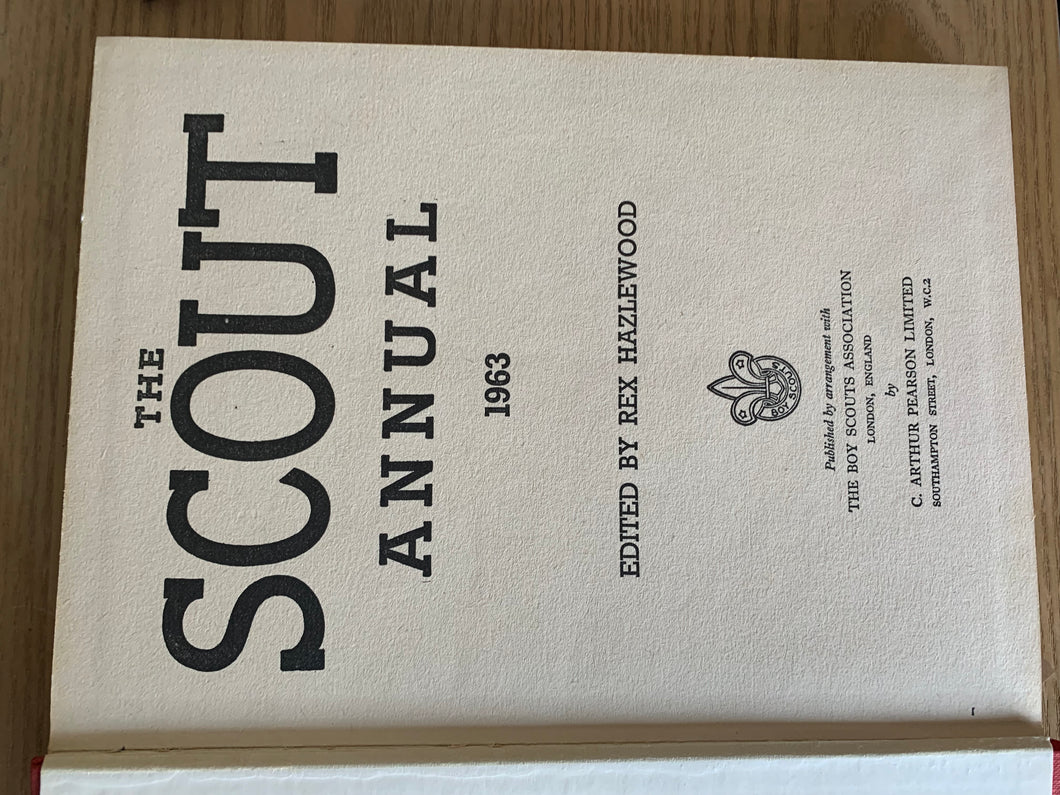 THE
SCOUT
ANNUAL
1963
EDITED BY REX HAZLEWOOD
BOY SCOUTS
Published by arrangement with
THE BOY SCOUTS ASSOCIATION
LONDON, ENGLAND
by
C. ARTHUR PEARSON LIMITED
SOUTHAMPTON STREET, LONDON, W.C.2